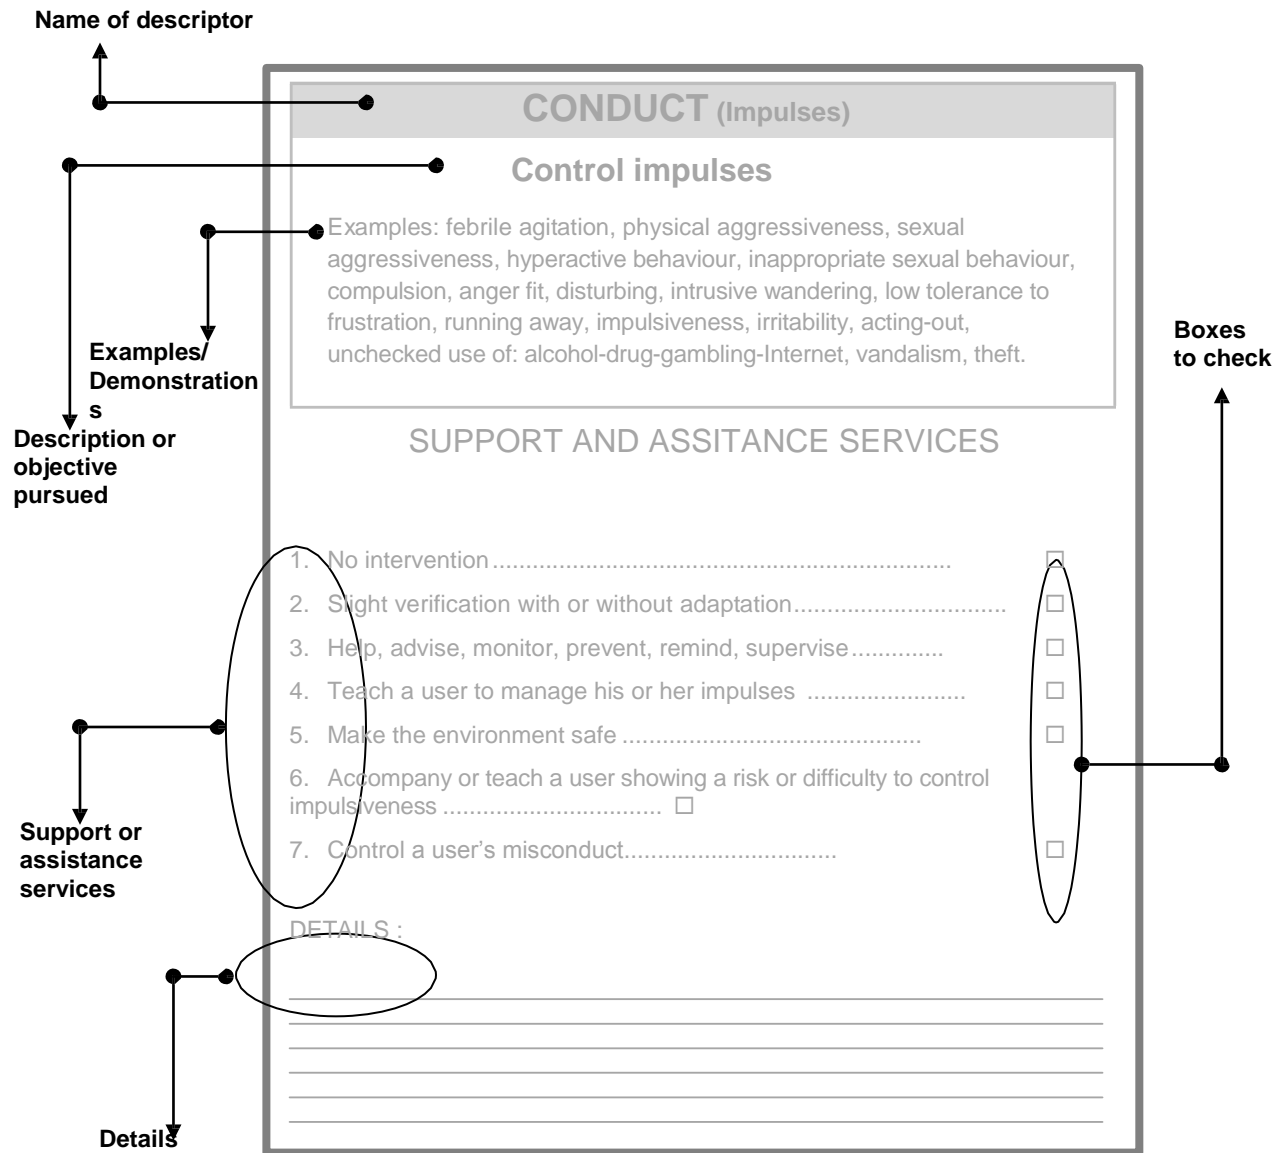 Name of descriptor
CONDUCT (Impulses)
Control impulses
Examples: febrile agitation, physical aggressiveness, sexual
aggressiveness, hyperactive behaviour, inappropriate sexual behaviour,
compulsion, anger fit, disturbing, intrusive wandering, low tolerance to
frustration, running away, impulsiveness, irritability, acting-out,
unchecked use of: alcohol-drug-gambling-Internet, vandalism, theft.
Examples/
Demonstration
s
Description or
objective
pursued
Boxes
to check
SUPPORT AND ASSITANCE SERVICES
1. No intervention.....................................................................
2. Slight verification with or without adaptation................................
3. Help, advise, monitor, prevent, remind, supervise..............
4. Teach a user to manage his or her impulses ........................
5. Make the environment safe .............................................
6. Accompany or teach a user showing a risk or difficulty to control
impulsiveness .................................
7. Control a user's misconduct................................
Support or
assistance
services
DETAILS :
Details